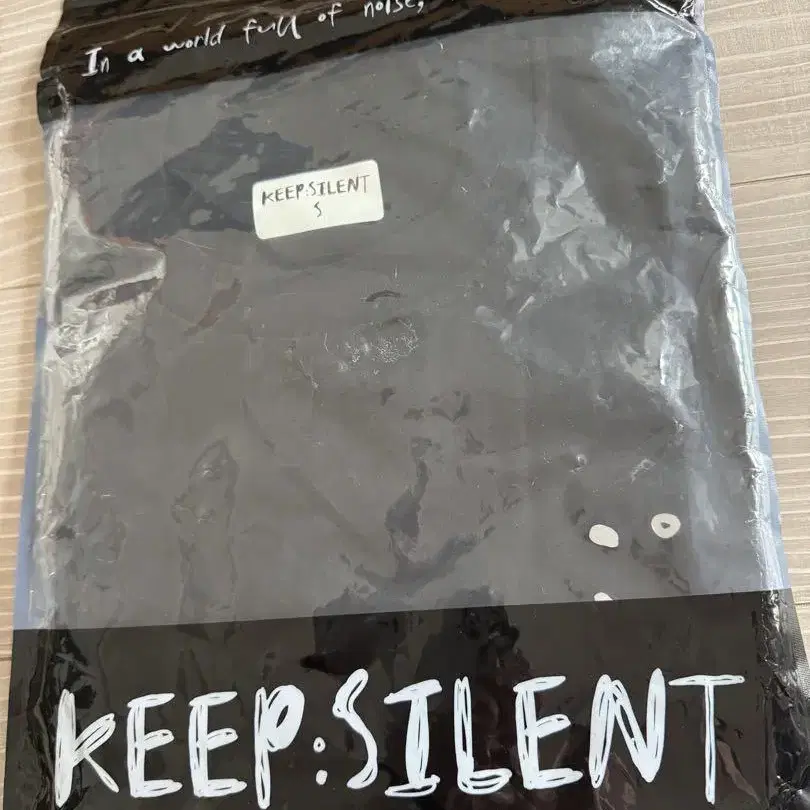 In a world full of noise,
KEEP:SILENT
S
KEEP:SILENT